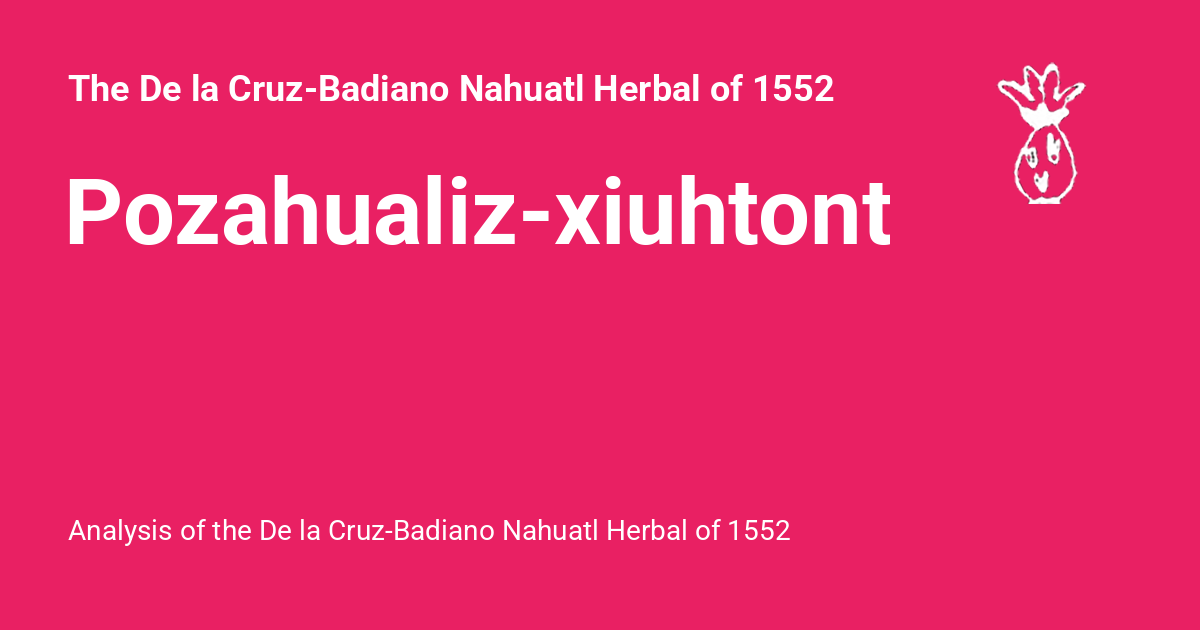 The De la Cruz-Badiano Nahuatl Herbal of 1552
Pozahualiz-xiuhtont
Analysis of the De la Cruz-Badiano Nahuatl Herbal of 1552